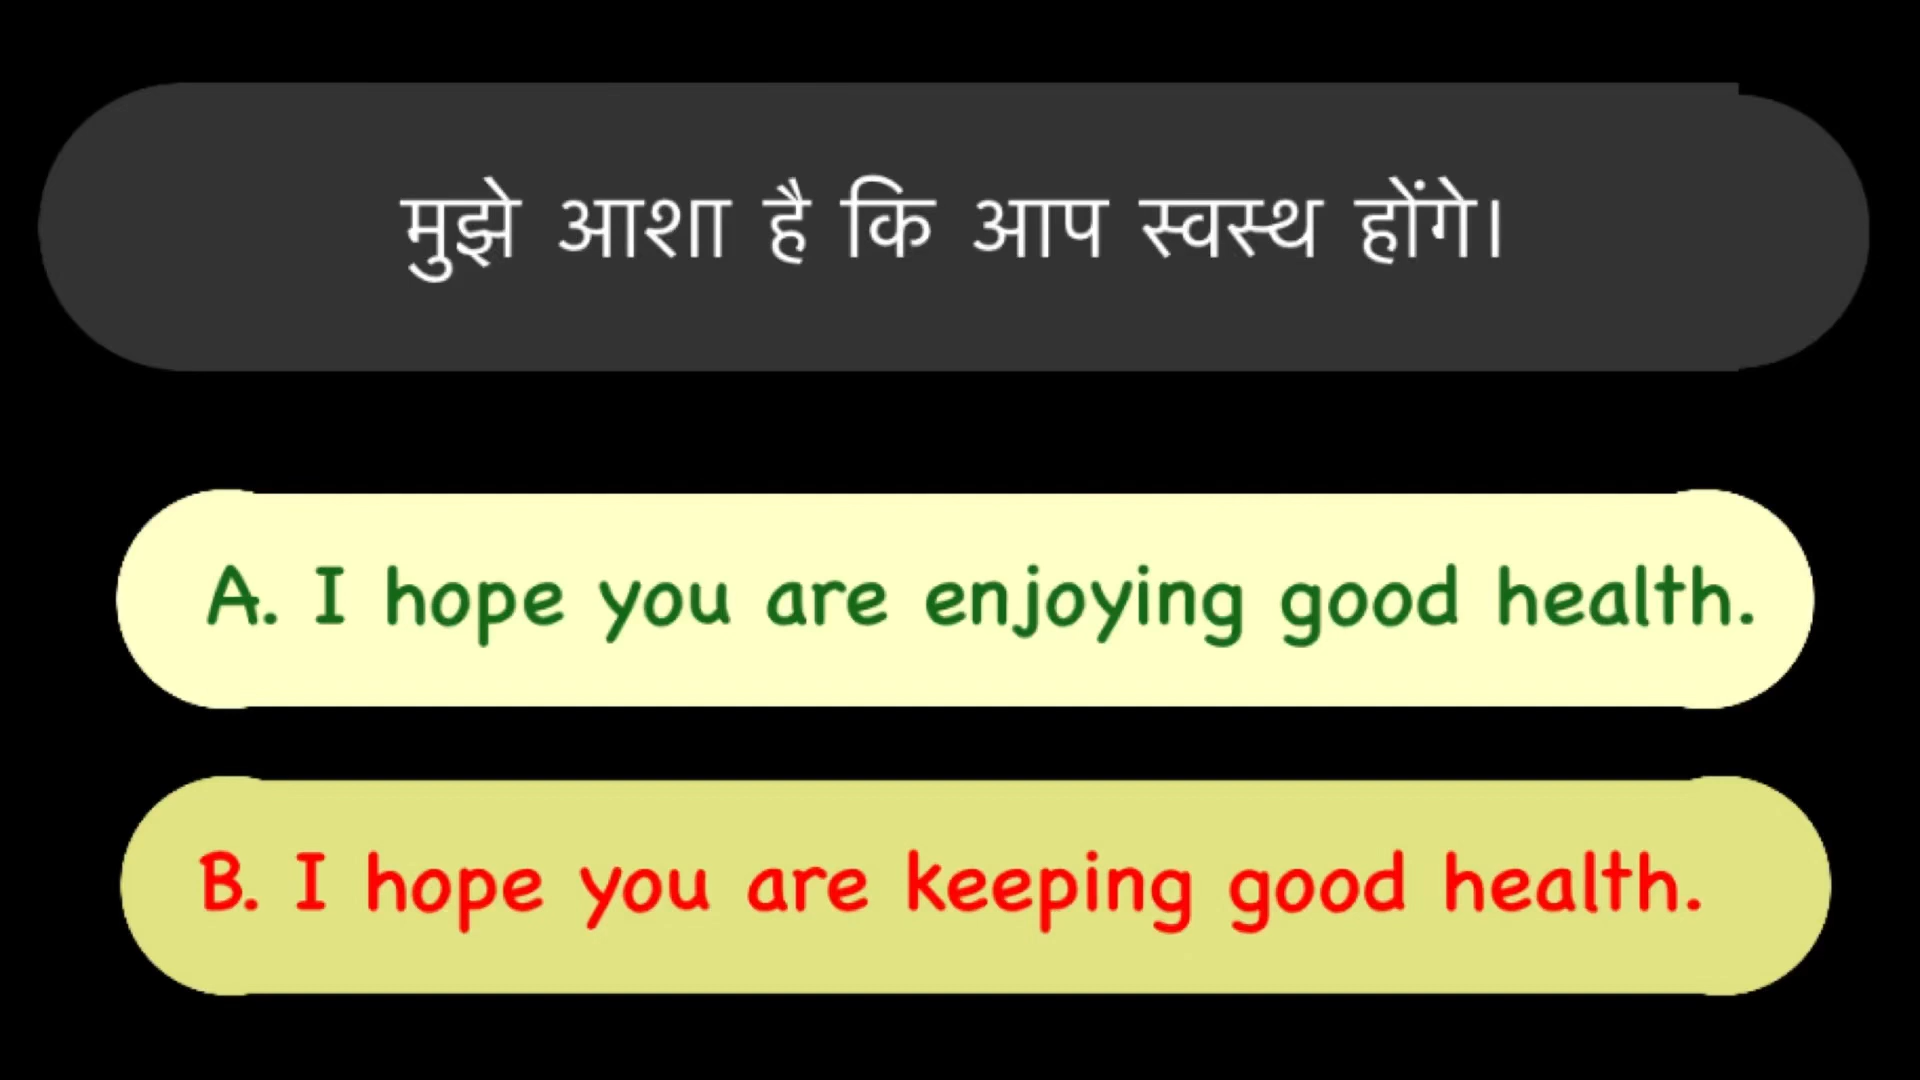 मुझे आशा है कि आप स्वस्थ होंगे।
A. I hope you are enjoying good health.
B. I hope you are keeping good health.